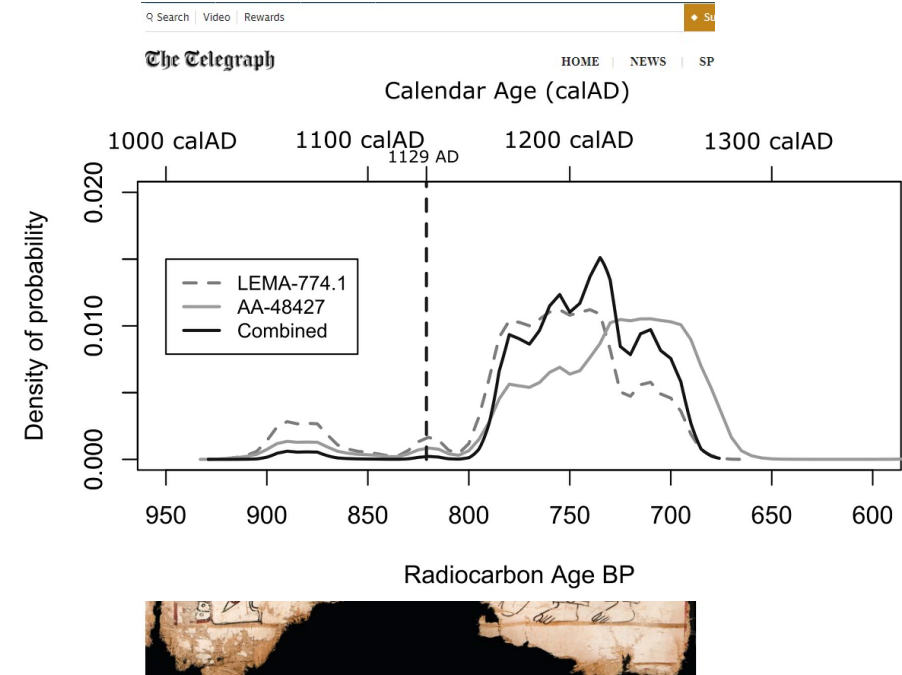 Search Video Rewards
Su
The Telegraph
HOME NEWS SP
Calendar Age (calAD)
1000 calAD 1100 calAD 1200 calAD 1300 calAD
1129 AD
Density of probability
0.020
0.010
0.000
LEMA-774.1
AA-48427
Combined
950 900 850 800 750 700 650 600
Radiocarbon Age BP